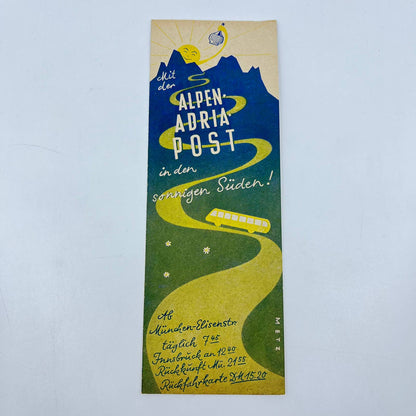 Mit
der
ALPEN-
ADRIA
POST
in den
sonnigen Süden!
Ab
München-Elisenstr.
täglich 7 45
Innsbruck an 12 40
Rückkunft Mü. 21 55
Rückfahrkarte DM 15.20
METZ